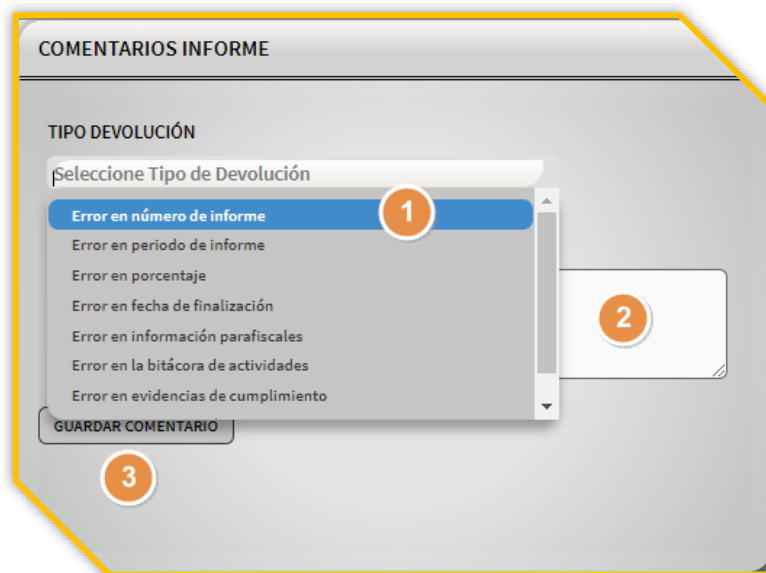 COMENTARIOS INFORME
TIPO DEVOLUCIÓN
Seleccione Tipo de Devolución
Error en número de informe
1
Error en periodo de informe
Error en porcentaje
Error en fecha de finalización
2
Error en información parafiscales
Error en la bitácora de actividades
Error en evidencias de cumplimiento
GUARDAR COMENTARIO
3